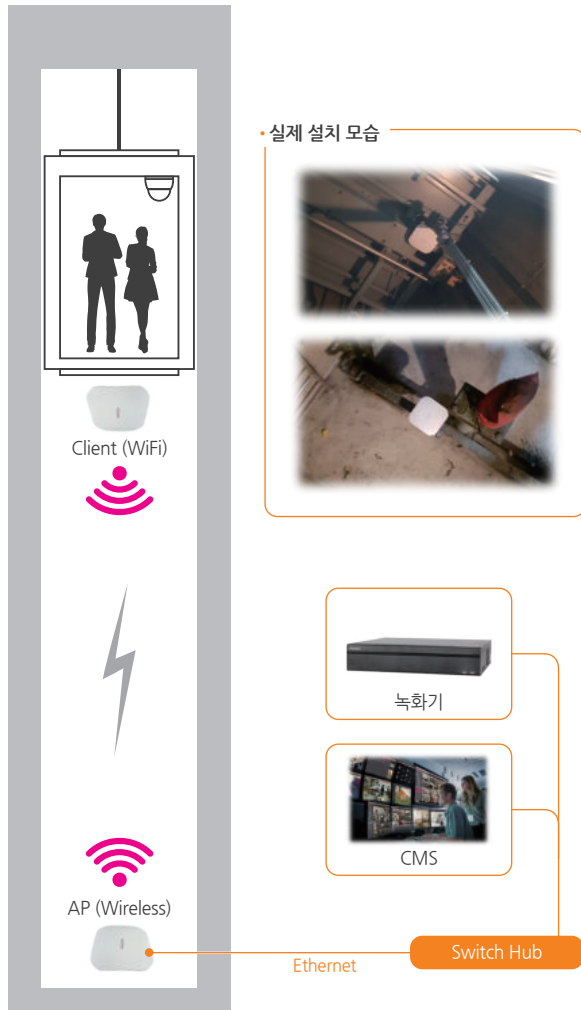 • 실제 설치 모습
Client (WiFi)
녹화기
CMS
AP (Wireless)
Ethernet
Switch Hub